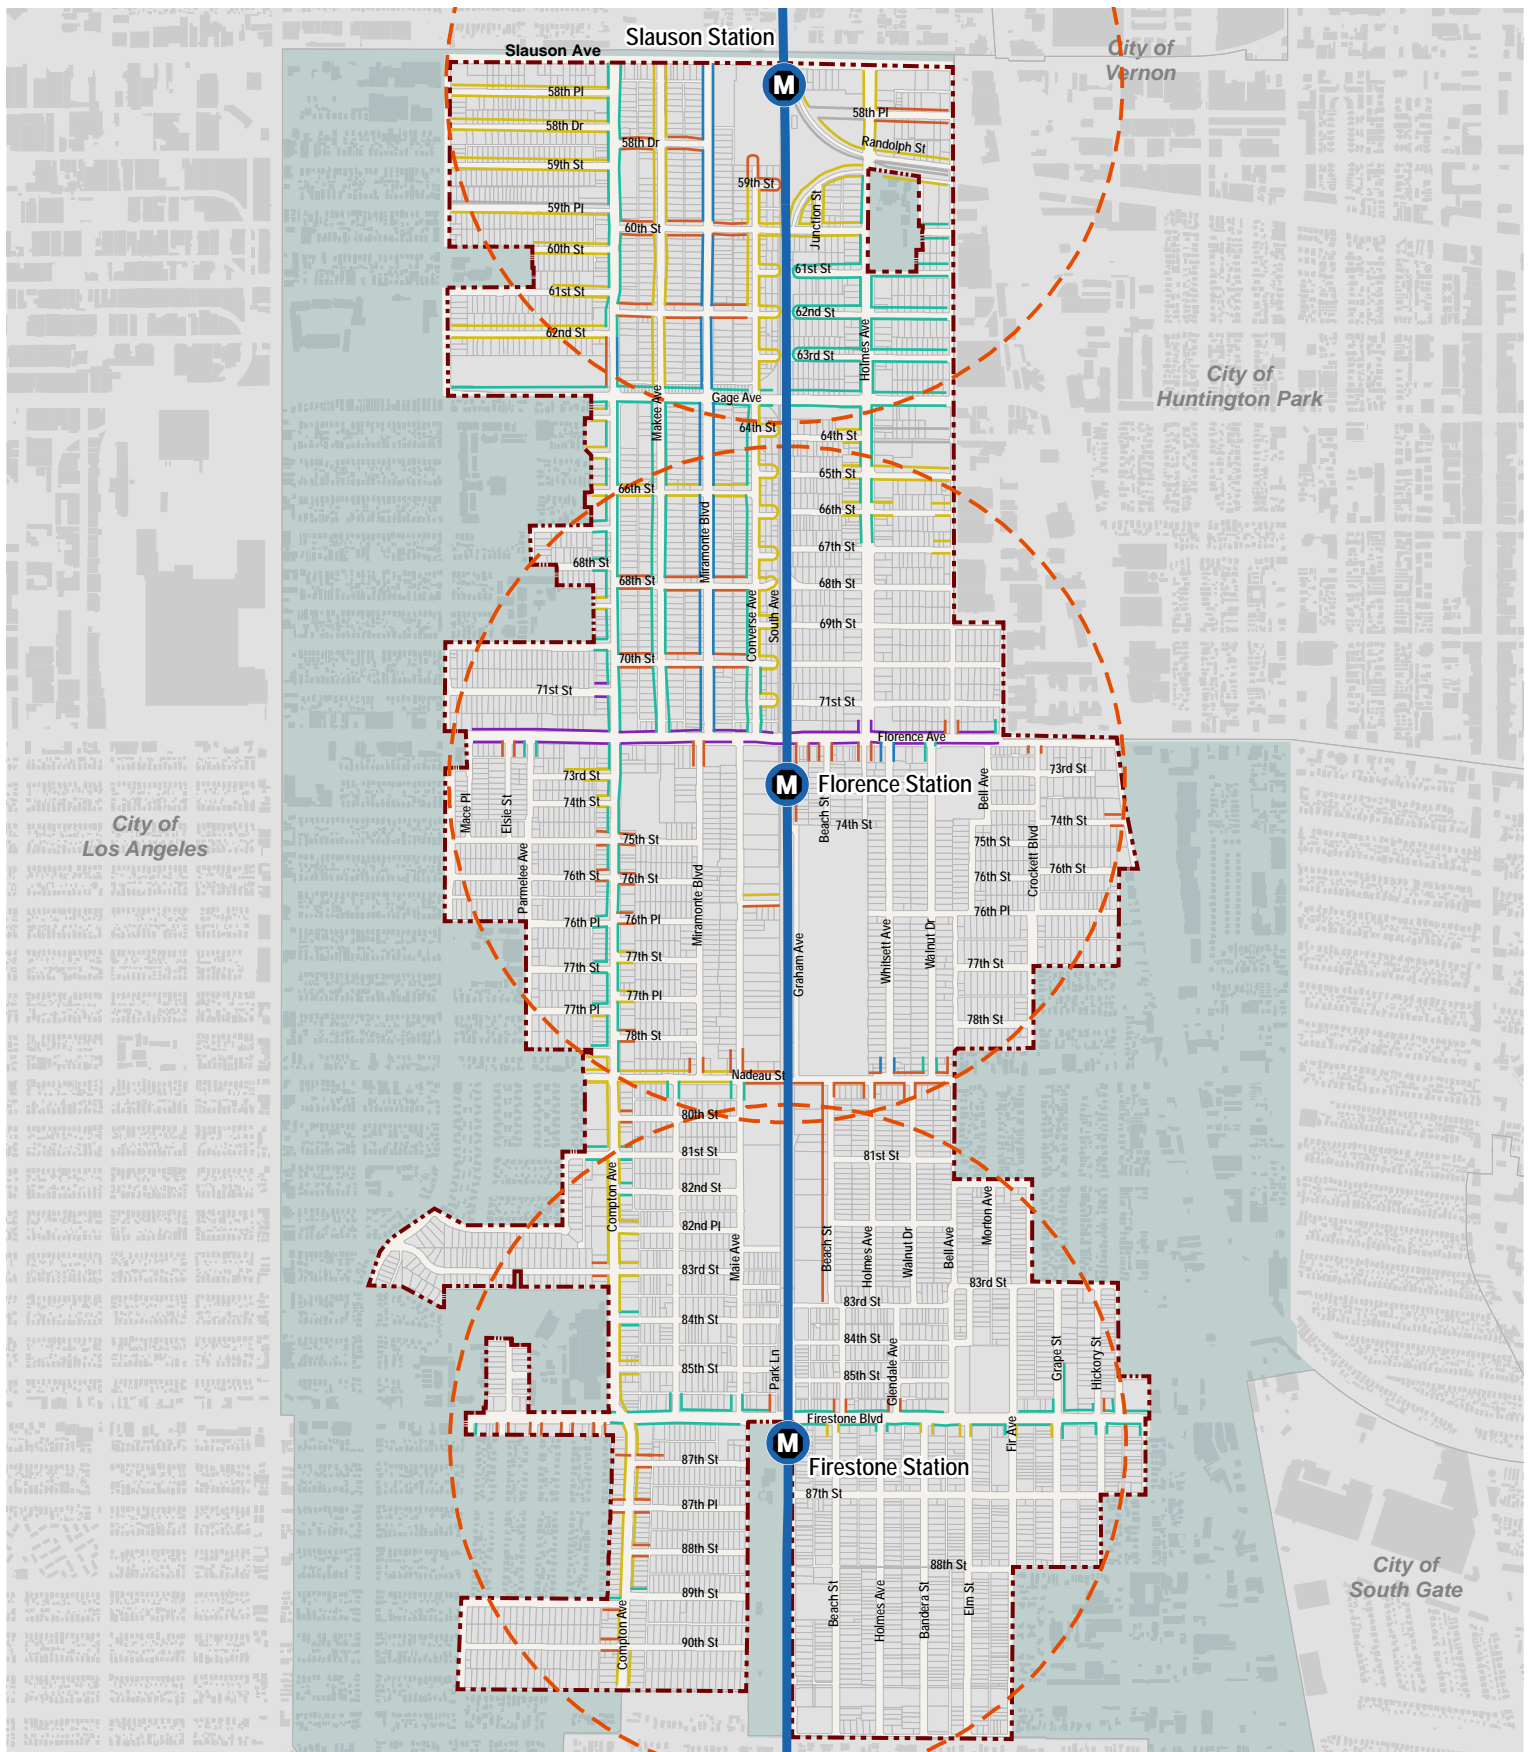 Slauson Station
Slauson Ave
City of
Vernon
58th Pl
58th Pl
58th Dr
58th Dr
Randolph St
59th St
59th St
59th Pl
Junction St
60th St
60th St
61st St
61st St
62nd St
62nd St
63rd St
Holmes Ave
City of
Huntington Park
Gage Ave
Makee Ave
64th St
64th St
65th St
66th St
66th St
Miramonte Blvd
67th St
68th St
68th St
68th St
Converse Ave
South Ave
69th St
70th St
71st St
71st St
Florence Ave
M
M
Florence Station
73rd St
73rd St
Bell Ave
Mace Pl
Elsie St
74th St
Beach St
74th St
74th St
City of
Los Angeles
75th St
75th St
Parmelee Ave
Crockett Blvd
76th St
76th St
76th St
76th St
Miramonte Blvd
76th Pl
76th Pl
76th Pl
Graham Ave
Whitsett Ave
Walnut Dr
77th St
77th St
77th St
77th Pl
77th Pl
78th St
78th St
Nadeau St
80th St
81st St
81st St
Compton Ave
82nd St
82nd Pl
Maie Ave
Beach St
Holmes Ave
Walnut Dr
Bell Ave
Morton Ave
83rd St
83rd St
83rd St
84th St
84th St
85th St
85th St
Park Ln
Glendale Ave
Grape St
Hickory St
Firestone Blvd
Fir Ave
M
Firestone Station
87th St
87th St
87th Pl
88th St
88th St
89th St
90th St
Compton Ave
Beach St
Holmes Ave
Bandera St
Elm St
City of
South Gate